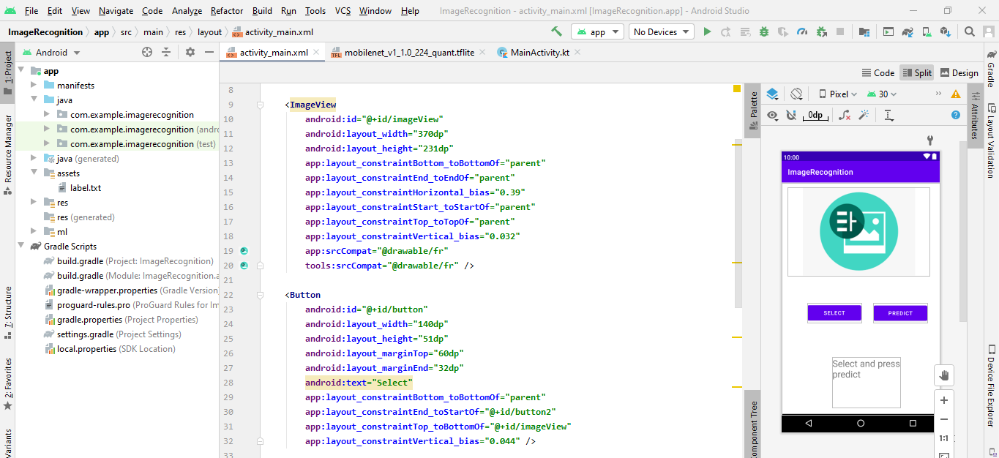 File Edit View Navigate Code Analyze Refactor Build Run Tools VCS Window Help ImageRecognition - activity_main.xml [ImageRecognition.app] - Android Studio
ImageRecognition app src main res layout activity_main.xml app No Devices
Android activity_main.xml mobilenet_v1_1.0_224_quant.tflite MainActivity.kt
Code Split Design
1: Project
Resource Manager
7: Structure
2: Favorites
Variants
app
manifests
java
com.example.imagerecognition
com.example.imagerecognition (andro
com.example.imagerecognition (test)
java (generated)
assets
label.txt
res
res (generated)
ml
Gradle Scripts
build.gradle (Project: ImageRecognition)
build.gradle (Module: ImageRecognition.a
gradle-wrapper.properties (Gradle Version
proguard-rules.pro (ProGuard Rules for Im
gradle.properties (Project Properties)
settings.gradle (Project Settings)
local.properties (SDK Location)
8
9 <ImageView
10 android:id="@+id/imageView"
11 android:layout_width="370dp"
12 android:layout_height="231dp"
13 app:layout_constraintBottom_toBottomOf="parent"
14 app:layout_constraintEnd_toEndOf="parent"
15 app:layout_constraintHorizontal_bias="0.39"
16 app:layout_constraintStart_toStartOf="parent"
17 app:layout_constraintTop_toTopOf="parent"
18 app:layout_constraintVertical_bias="0.032"
19 app:srcCompat="@drawable/fr"
20 tools:srcCompat="@drawable/fr" />
21
22 <Button
23 android:id="@+id/button"
24 android:layout_width="140dp"
25 android:layout_height="51dp"
26 android:layout_marginTop="60dp"
27 android:layout_marginEnd="32dp"
28 android:text="Select"
29 app:layout_constraintBottom_toBottomOf="parent"
30 app:layout_constraintEnd_toStartOf="@+id/button2"
31 app:layout_constraintTop_toBottomOf="@+id/imageView"
32 app:layout_constraintVertical_bias="0.044" />
33
Palette
Component Tree
Pixel 30
0dp
10:00
ImageRecognition
SELECT PREDICT
Select and press
predict
1:1
Attributes
Gradle
Layout Validation
Device File Explorer